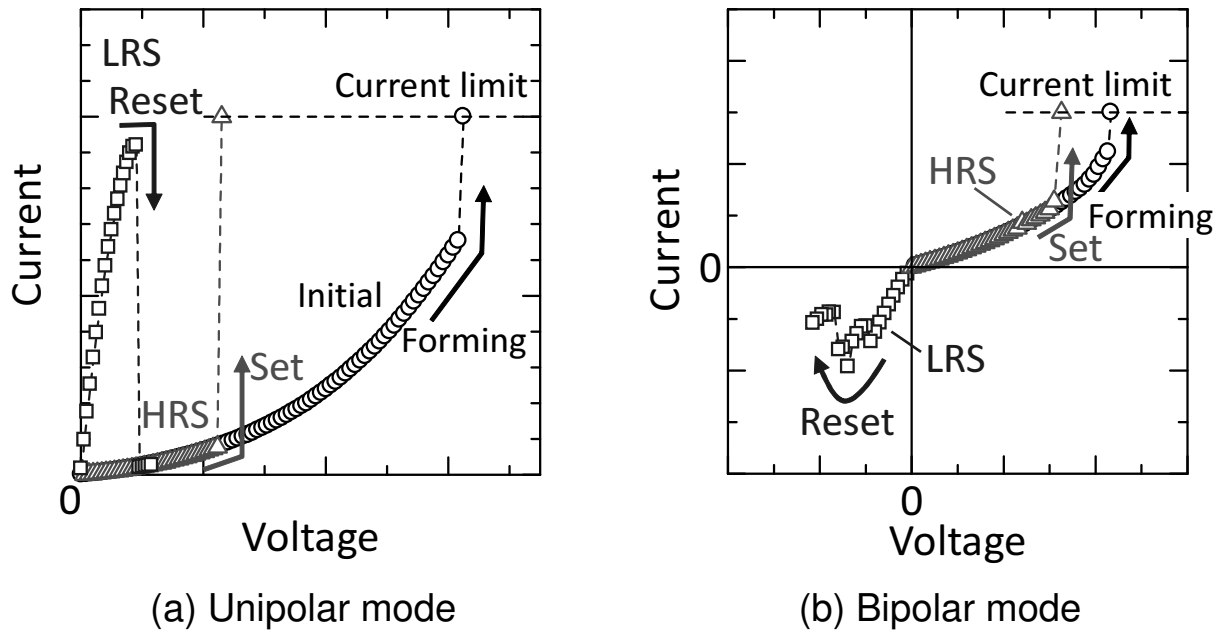 LRS
Reset
Current limit
Initial
Forming
Set
HRS
Current
0
Voltage
(a) Unipolar mode
Current limit
HRS
Forming
Set
Current
0
LRS
Reset
0
Voltage
(b) Bipolar mode